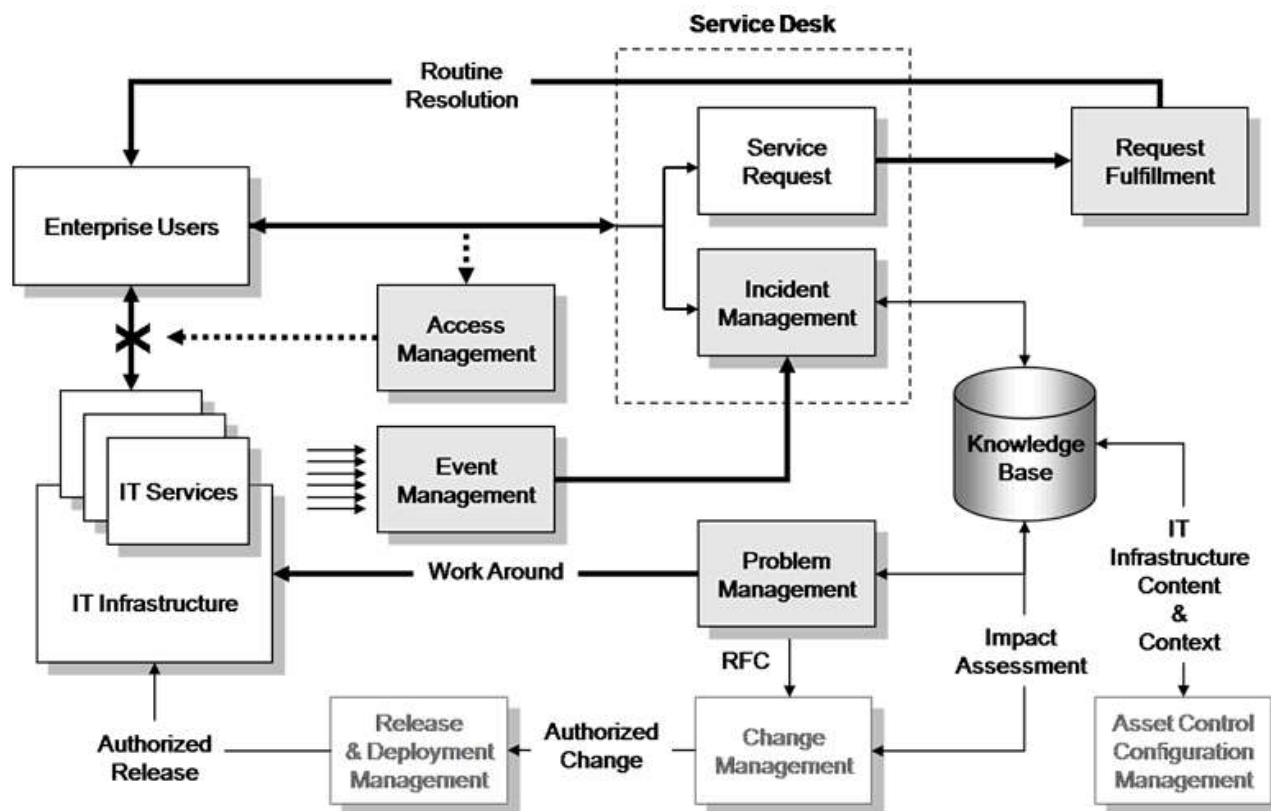 Service Desk
Routine
Resolution
Service
Request
Request
Fulfillment
Enterprise Users
Incident
Management
Access
Management
Knowledge
Base
Event
Management
IT Services
IT
Infrastructure
Content
&
Context
Problem
Management
Work Around
IT Infrastructure
Impact
Assessment
RFC
Authorized
Release
Release
& Deployment
Management
Authorized
Change
Change
Management
Asset Control
Configuration
Management